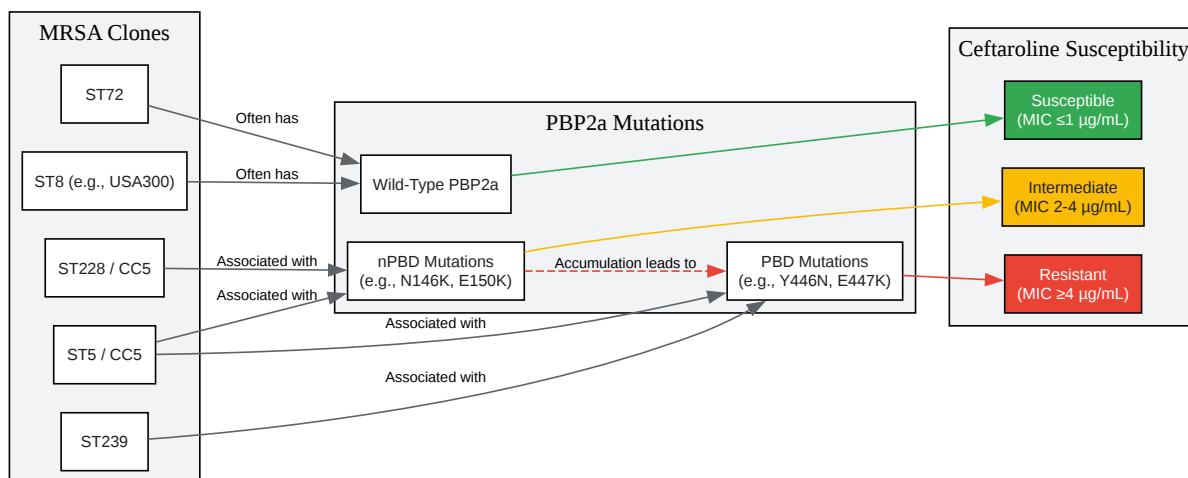 MRSA Clones
ST72
ST8 (e.g., USA300)
ST228 / CC5
ST5 / CC5
ST239
Often has
Often has
Associated with
Associated with
Associated with
Associated with
PBP2a Mutations
Wild-Type PBP2a
nPBD Mutations
(e.g., N146K, E150K)
Accumulation leads to
PBD Mutations
(e.g., Y446N, E447K)
Ceftaroline Susceptibility
Susceptible
(MIC ≤1 µg/mL)
Intermediate
(MIC 2-4 µg/mL)
Resistant
(MIC ≥4 µg/mL)